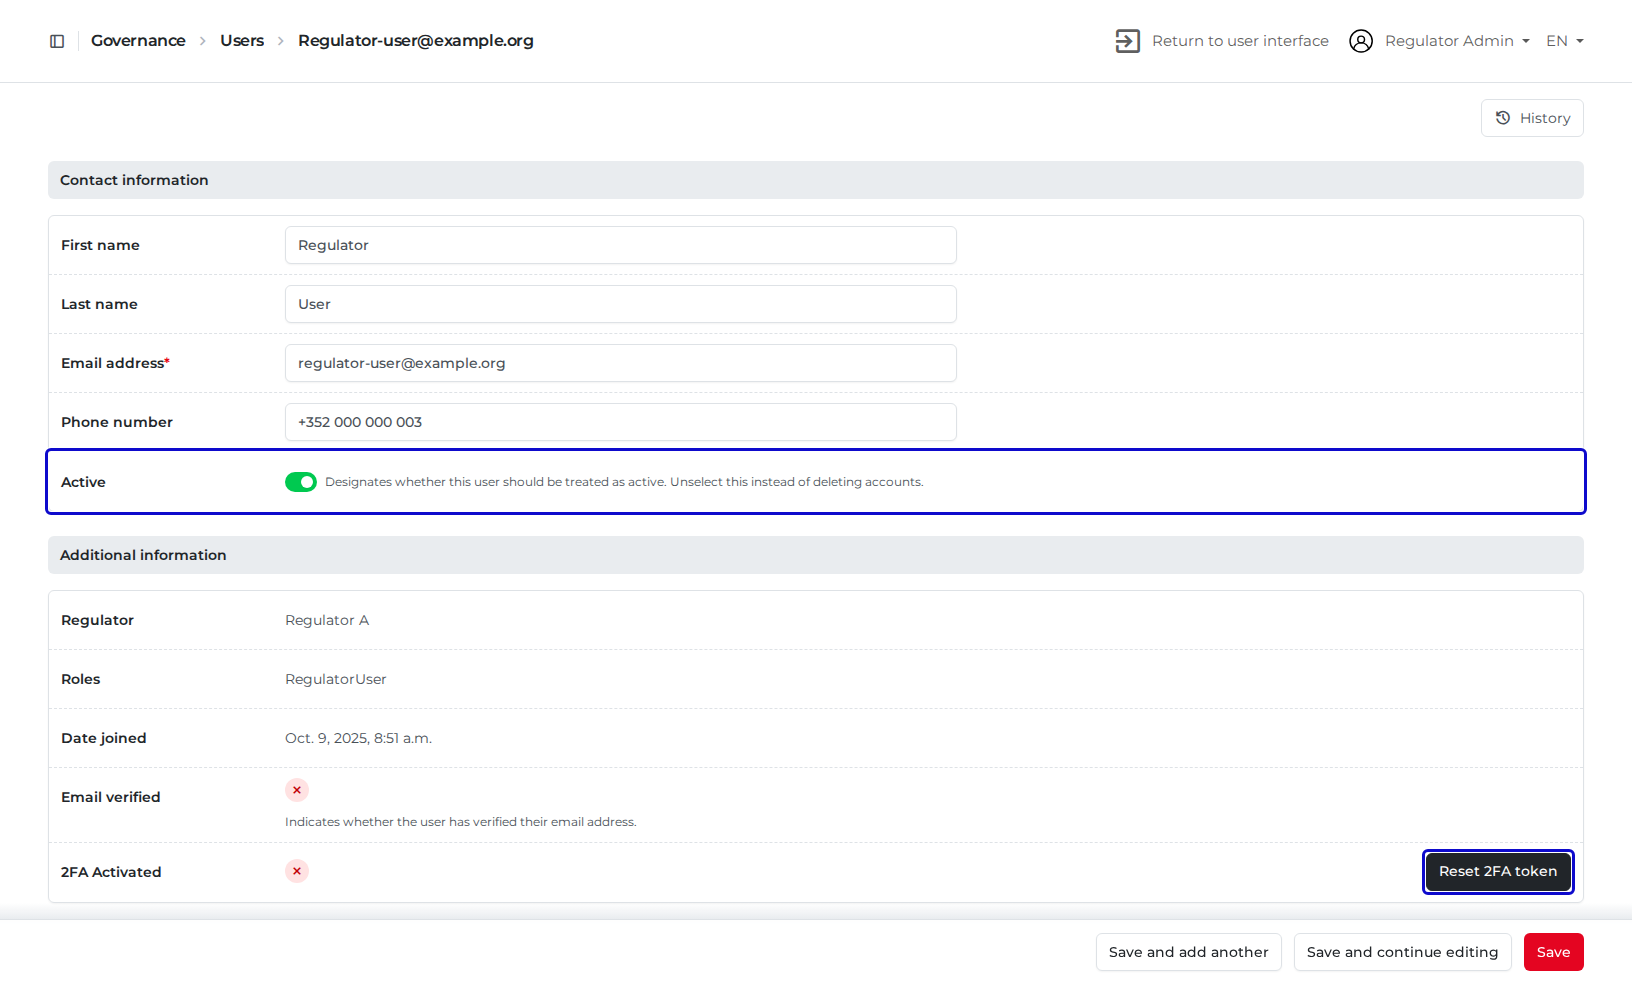 Governance > Users > Regulator-user@example.org
Return to user interface
Regulator Admin
EN
History
Contact information
First name
Regulator
Last name
User
Email address*
regulator-user@example.org
Phone number
+352 000 000 003
Active
Designates whether this user should be treated as active. Unselect this instead of deleting accounts.
Additional information
Regulator
Regulator A
Roles
RegulatorUser
Date joined
Oct. 9, 2025, 8:51 a.m.
Email verified
Indicates whether the user has verified their email address.
2FA Activated
Reset 2FA token
Save and add another
Save and continue editing
Save